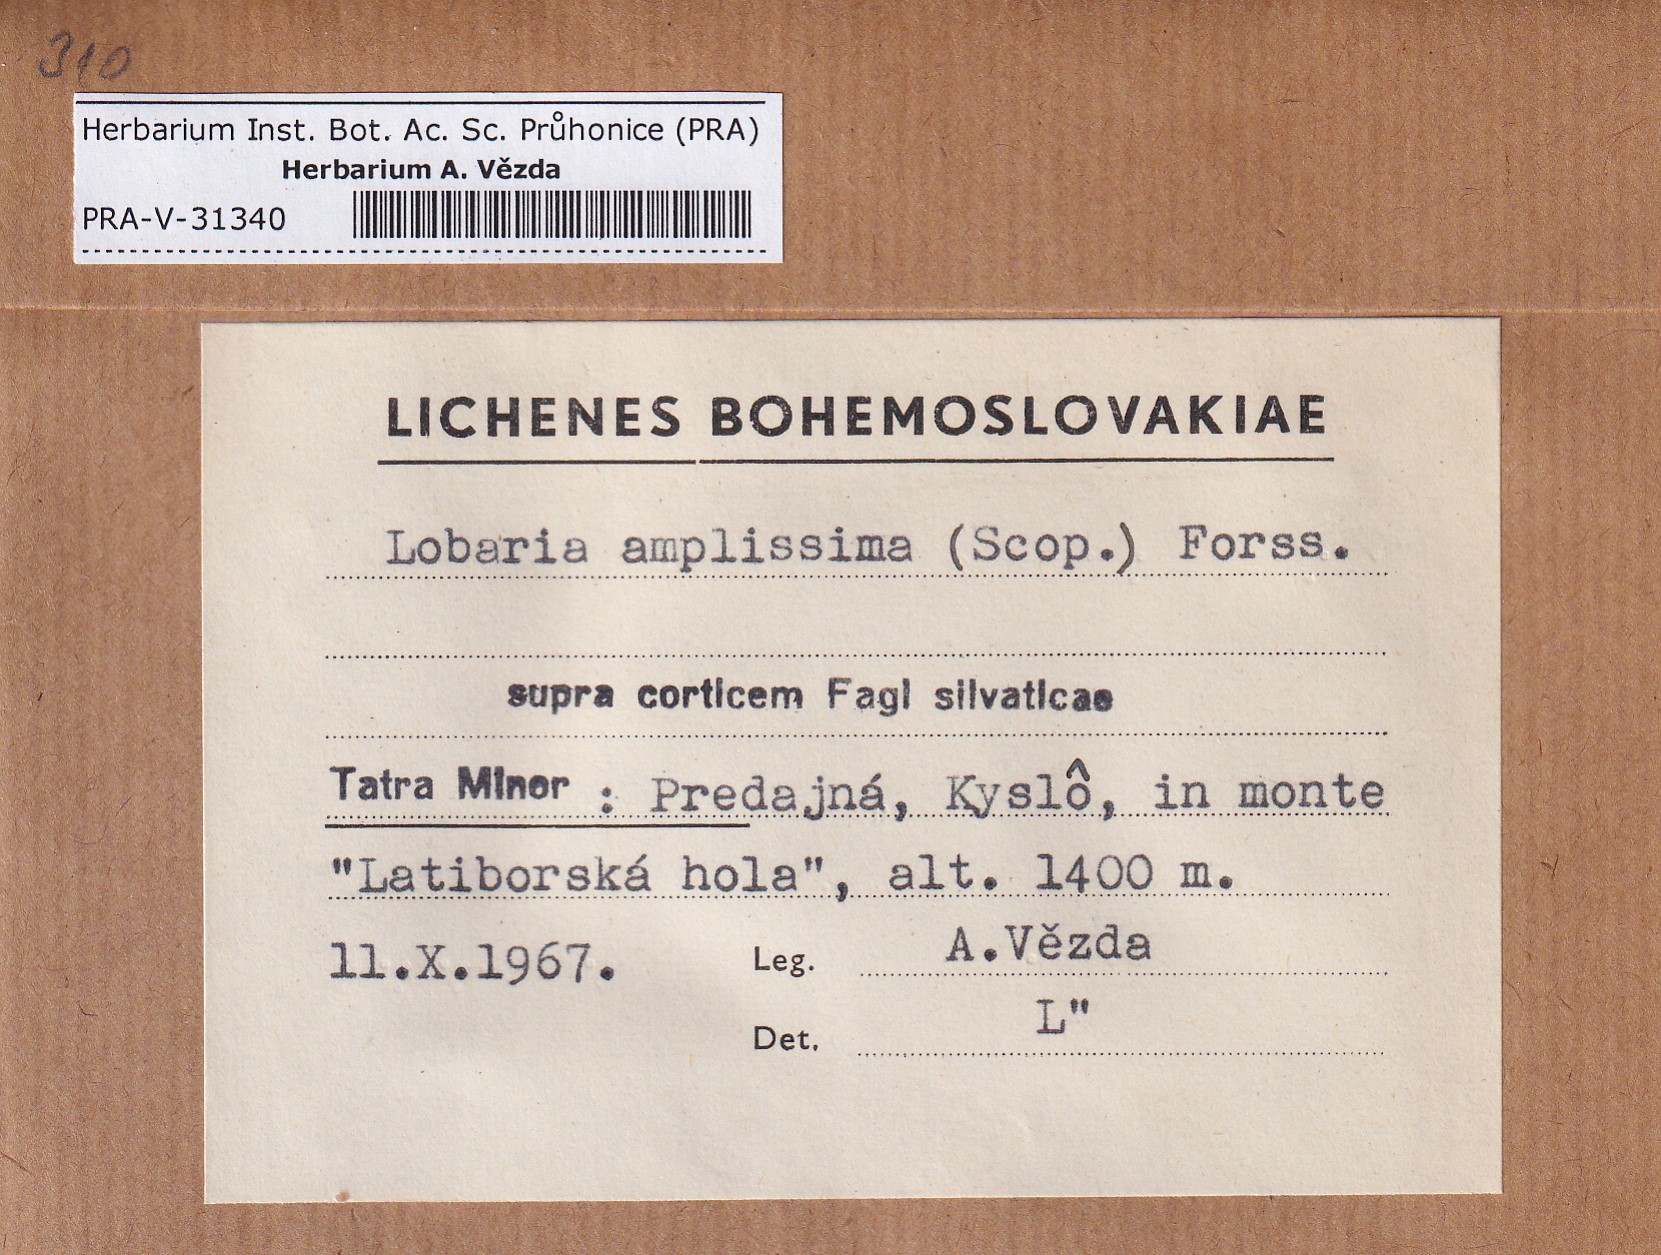 310
Herbarium Inst. Bot. Ac. Sc. Průhonice (PRA)
Herbarium A. Vězda
PRA-V-31340
LICHENES BOHEMOSLOVAKIAE
Lobaria amplissima (Scop.) Forss.
supra corticem Fagi silvaticae
Tatra Minor : Predajná, Kyslô, in monte
"Latiborská hola", alt. 1400 m.
11.X.1967. Leg. A.Vězda
Det. L"